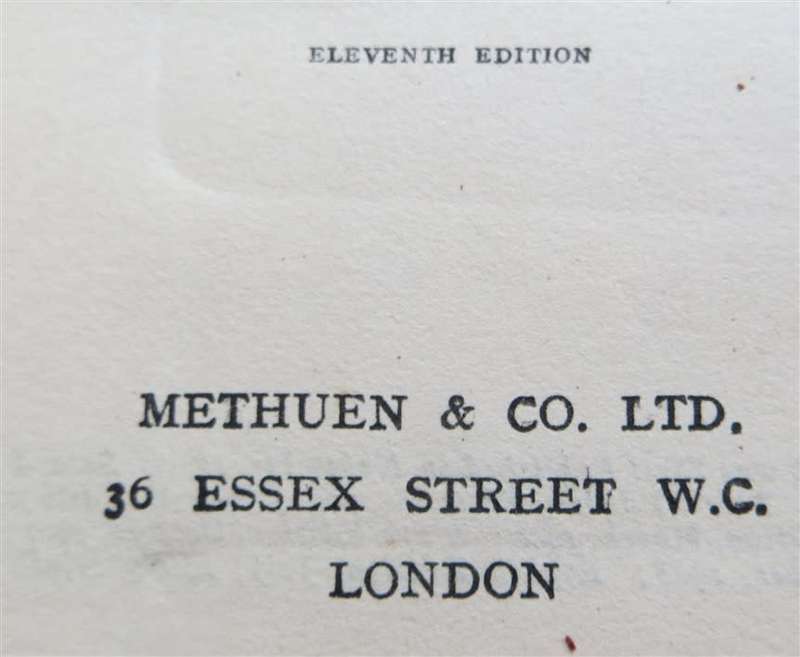 ELEVENTH EDITION
METHUEN & CO. LTD.
36 ESSEX STREET W.C.
LONDON